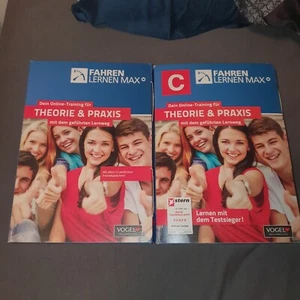 FAHREN
LERNEN MAX
Dein Online-Training für
THEORIE & PRAXIS
mit dem geführten Lernweg
VOGEL
C
FAHREN
LERNEN MAX
Dein Online-Training für
THEORIE & PRAXIS
mit dem geführten Lernweg
stern
Lernen mit
dem Testsieger!
VOGEL